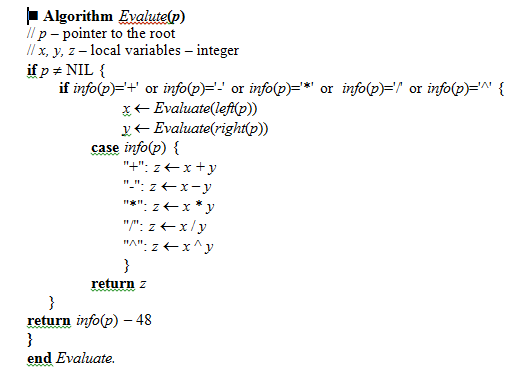 ■ Algorithm Evalute(p)
// p – pointer to the root
// x, y, z – local variables – integer
if p ≠ NIL {
if info(p)='+' or info(p)='-' or info(p)='*' or info(p)='/' or info(p)='^' {
x ← Evaluate(left(p))
y ← Evaluate(right(p))
case info(p) {
"+": z ← x + y
"-": z ← x – y
"*": z ← x * y
"/": z ← x / y
"^": z ← x ^ y
}
return z
}
return info(p) – 48
}
end Evaluate.